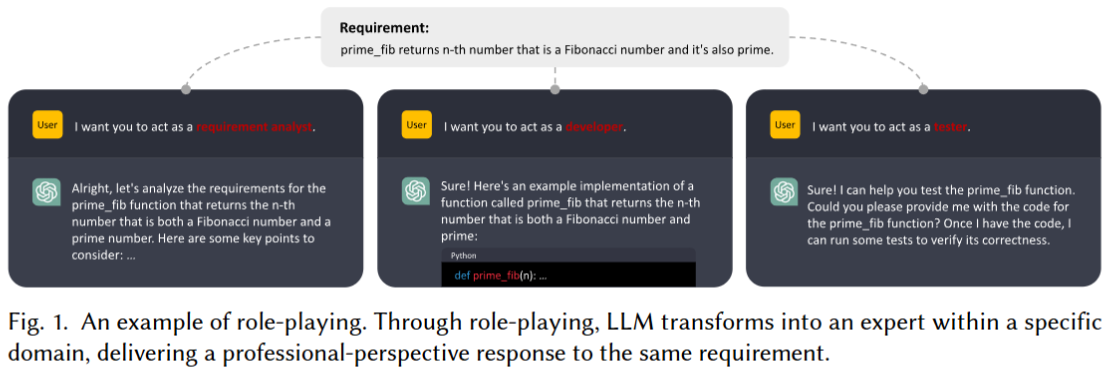 Requirement:
prime_fib returns n-th number that is a Fibonacci number and it's also prime.
User
I want you to act as a requirement analyst.
Alright, let's analyze the requirements for the
prime_fib function that returns the n-th
number that is both a Fibonacci number and a
prime number. Here are some key points to
consider: ...
User
I want you to act as a developer.
Sure! Here's an example implementation of a
function called prime_fib that returns the n-th
number that is both a Fibonacci number and
prime:
Python
def prime_fib(n): ...
User
I want you to act as a tester.
Sure! I can help you test the prime_fib function.
Could you please provide me with the code for
the prime_fib function? Once I have the code, I
can run some tests to verify its correctness.
Fig. 1. An example of role-playing. Through role-playing, LLM transforms into an expert within a specific
domain, delivering a professional-perspective response to the same requirement.